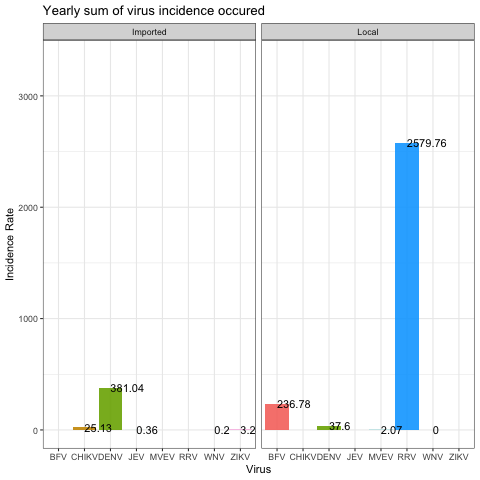 Yearly sum of virus incidence occured
Imported
Local
Incidence Rate
3000
2000
1000
0
25.13
381.04
0.36
0.2
3.2
236.78
37.6
2.07
2579.76
0
BFV CHIKV DENV JEV MVEV RRV WNV ZIKV
BFV CHIKV DENV JEV MVEV RRV WNV ZIKV
Virus